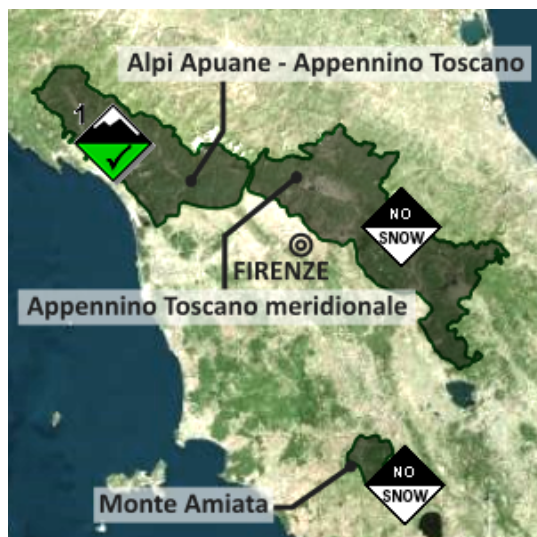 Alpi Apuane - Appennino Toscano
1
NO
SNOW
FIRENZE
Appennino Toscano meridionale
NO
SNOW
Monte Amiata